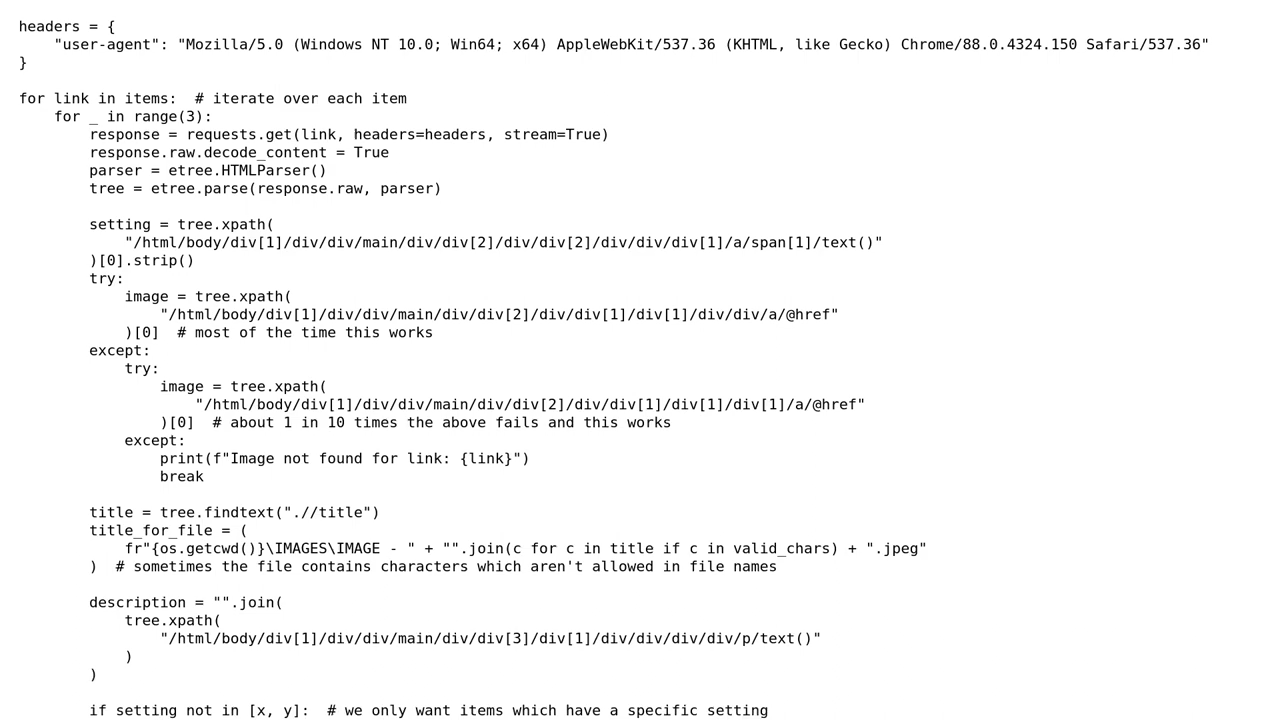 headers = {
    "user-agent": "Mozilla/5.0 (Windows NT 10.0; Win64; x64) AppleWebKit/537.36 (KHTML, like Gecko) Chrome/88.0.4324.150 Safari/537.36"
}

for link in items:  # iterate over each item
    for _ in range(3):
        response = requests.get(link, headers=headers, stream=True)
        response.raw.decode_content = True
        parser = etree.HTMLParser()
        tree = etree.parse(response.raw, parser)

        setting = tree.xpath(
            "/html/body/div[1]/div/div/main/div/div[2]/div/div[2]/div/div/div[1]/a/span[1]/text()"
        )[0].strip()
        try:
            image = tree.xpath(
                "/html/body/div[1]/div/div/main/div/div[2]/div/div[1]/div[1]/div/div/a/@href"
            )[0]  # most of the time this works
        except:
            try:
                image = tree.xpath(
                    "/html/body/div[1]/div/div/main/div/div[2]/div/div[1]/div[1]/div[1]/a/@href"
                )[0]  # about 1 in 10 times the above fails and this works
            except:
                print(f"Image not found for link: {link}")
                break

        title = tree.findtext(".//title")
        title_for_file = (
            fr"{os.getcwd()}\IMAGES\IMAGE - " + "".join(c for c in title if c in valid_chars) + ".jpeg"
        )  # sometimes the file contains characters which aren't allowed in file names

        description = "".join(
            tree.xpath(
                "/html/body/div[1]/div/div/main/div/div[3]/div[1]/div/div/div/div/p/text()"
            )
        )

        if setting not in [x, y]:  # we only want items which have a specific setting